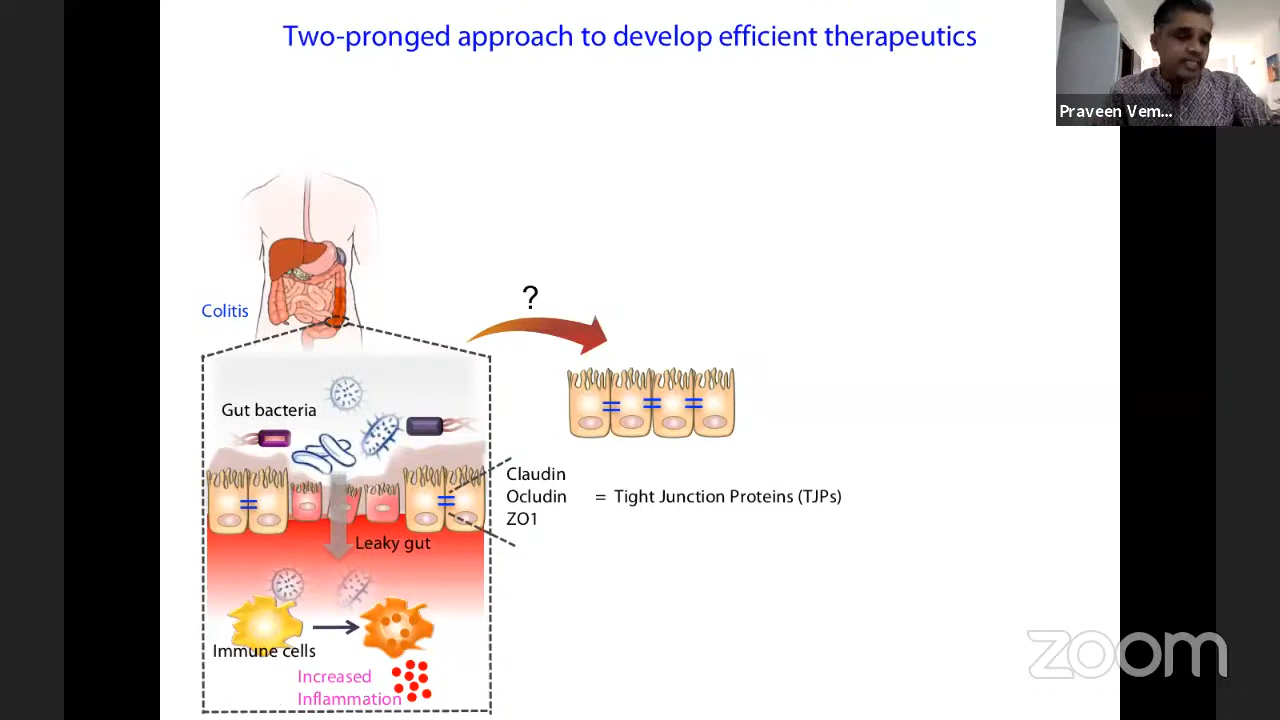 Two-pronged approach to develop efficient therapeutics
Praveen Vem...
?
Colitis
Gut bacteria
Claudin
Ocludin = Tight Junction Proteins (TJPs)
ZO1
Leaky gut
Immune cells
Increased
Inflammation
zoom